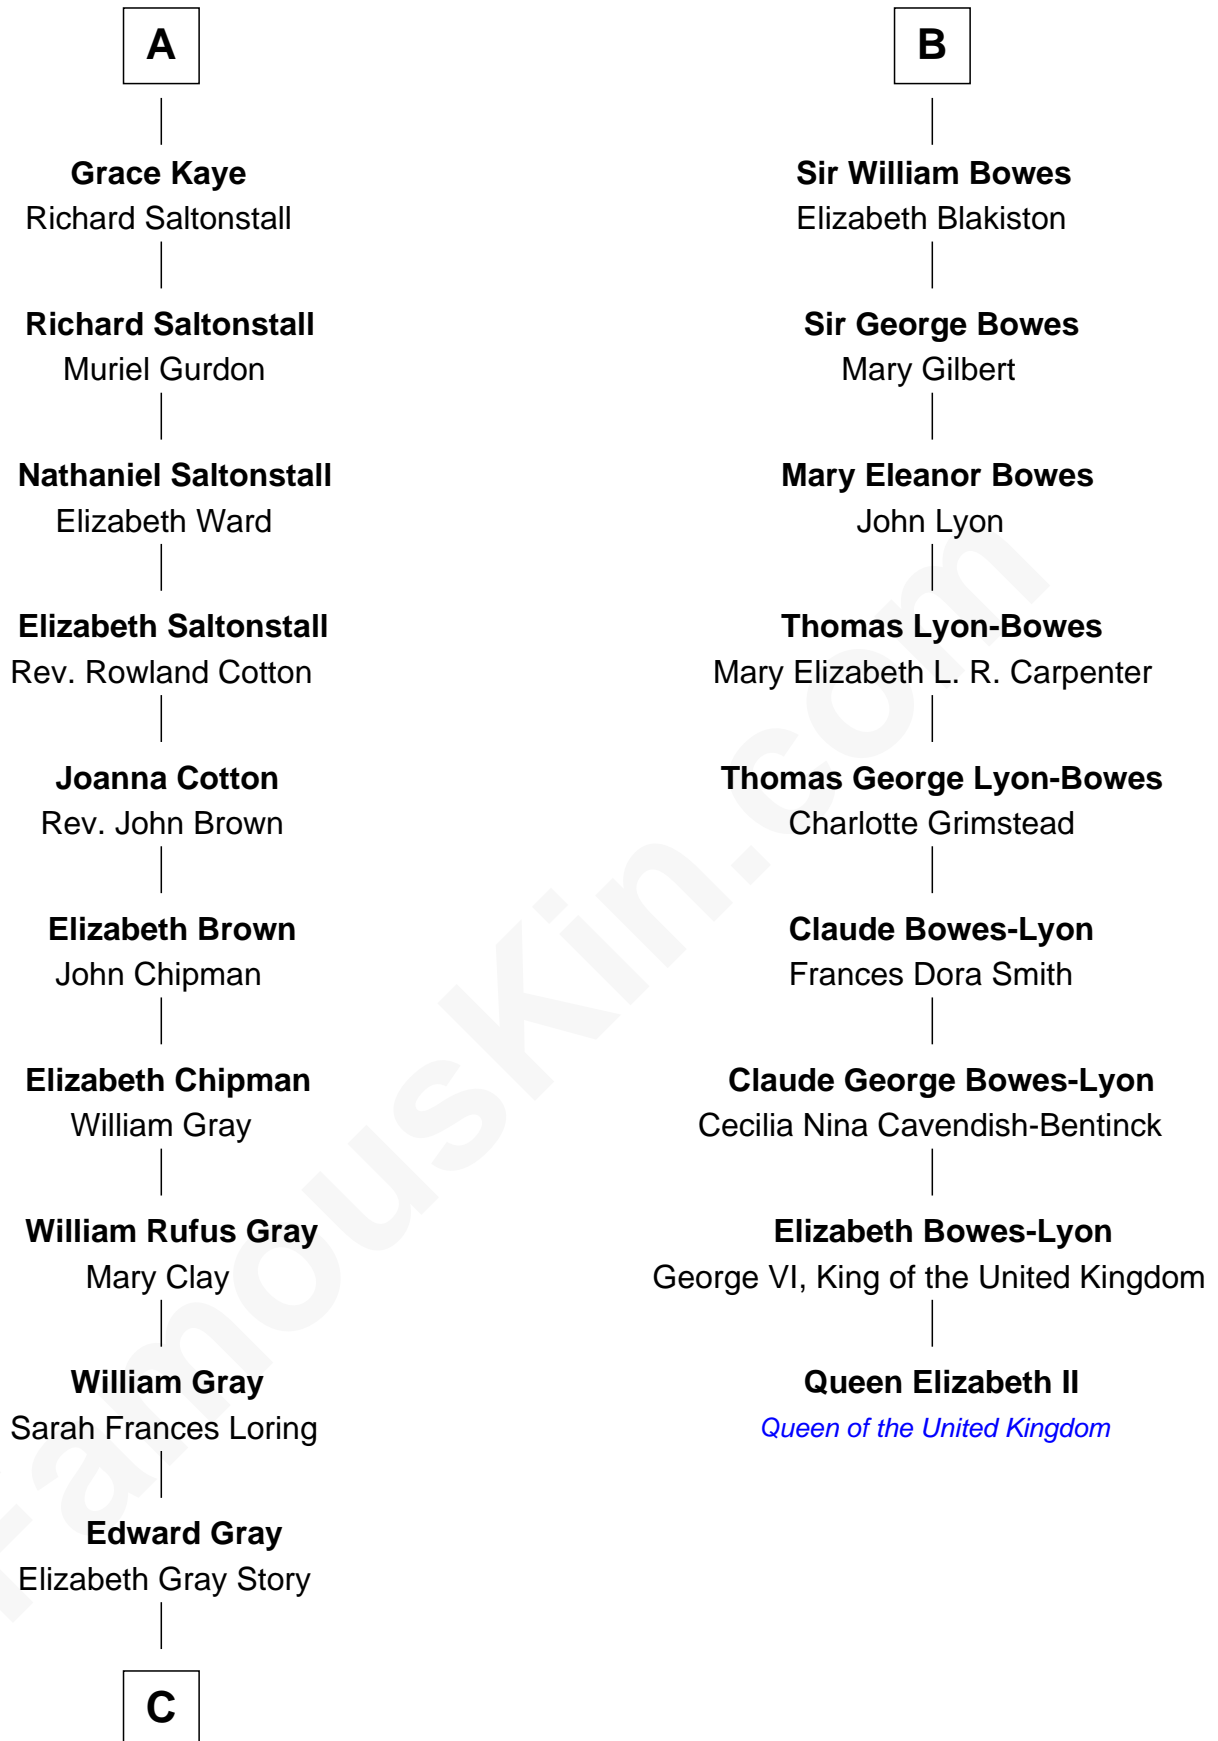 A
Grace Kaye
Richard Saltonstall
Richard Saltonstall
Muriel Gurdon
Nathaniel Saltonstall
Elizabeth Ward
Elizabeth Saltonstall
Rev. Rowland Cotton
Joanna Cotton
Rev. John Brown
Elizabeth Brown
John Chipman
Elizabeth Chipman
William Gray
William Rufus Gray
Mary Clay
William Gray
Sarah Frances Loring
Edward Gray
Elizabeth Gray Story
C
B
Sir William Bowes
Elizabeth Blakiston
Sir George Bowes
Mary Gilbert
Mary Eleanor Bowes
John Lyon
Thomas Lyon-Bowes
Mary Elizabeth L. R. Carpenter
Thomas George Lyon-Bowes
Charlotte Grimstead
Claude Bowes-Lyon
Frances Dora Smith
Claude George Bowes-Lyon
Cecilia Nina Cavendish-Bentinck
Elizabeth Bowes-Lyon
George VI, King of the United Kingdom
Queen Elizabeth II
Queen of the United Kingdom
FamousKin.com